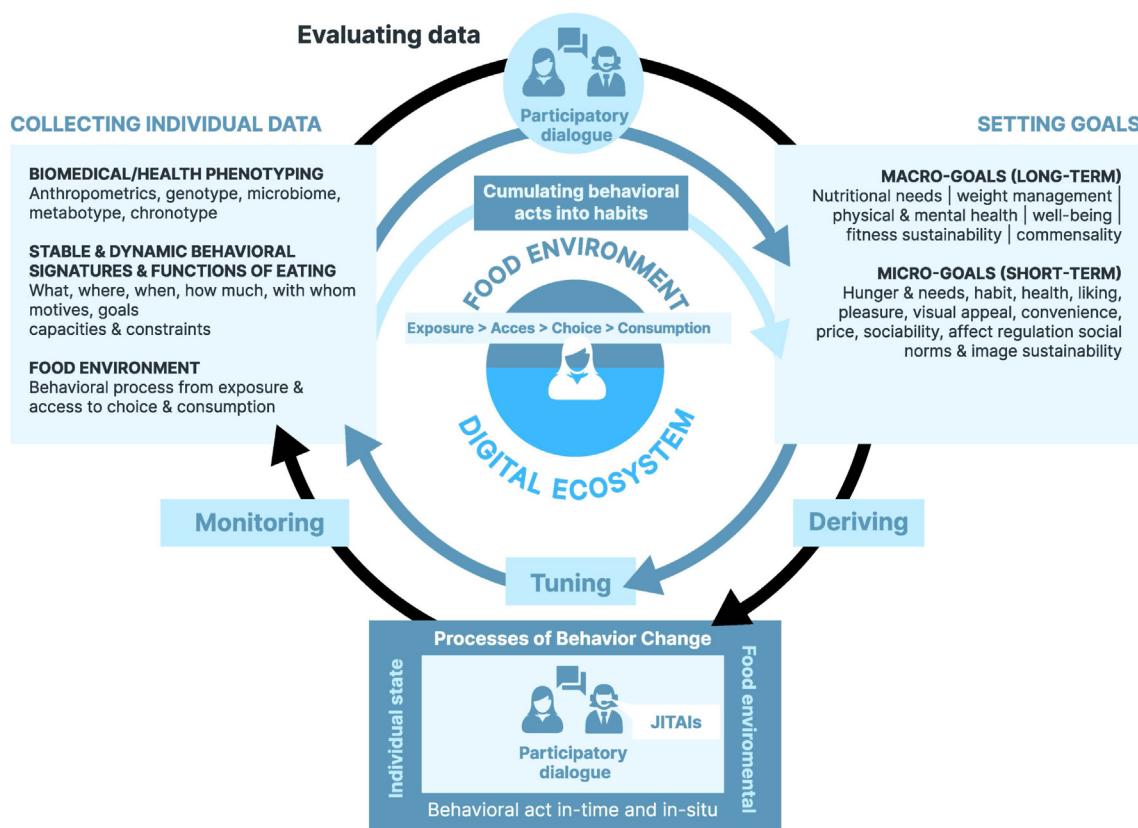 Evaluating data
Participatory
dialogue
COLLECTING INDIVIDUAL DATA
BIOMEDICAL/HEALTH PHENOTYPING
Anthropometrics, genotype, microbiome,
metabotype, chronotype
STABLE & DYNAMIC BEHAVIORAL
SIGNATURES & FUNCTIONS OF EATING
What, where, when, how much, with whom
motives, goals
capacities & constraints
FOOD ENVIRONMENT
Behavioral process from exposure &
access to choice & consumption
SETTING GOALS
MACRO-GOALS (LONG-TERM)
Nutritional needs | weight management |
physical & mental health | well-being |
fitness sustainability | commensality
MICRO-GOALS (SHORT-TERM)
Hunger & needs, habit, health, liking,
pleasure, visual appeal, convenience,
price, sociability, affect regulation social
norms & image sustainability
Cumulating behavioral
acts into habits
FOOD ENVIRONMENT
Exposure > Acces > Choice > Consumption
DIGITAL ECOSYSTEM
Monitoring
Deriving
Tuning
Processes of Behavior Change
Individual state
JITAIs
Participatory
dialogue
Food enviromental
Behavioral act in-time and in-situ